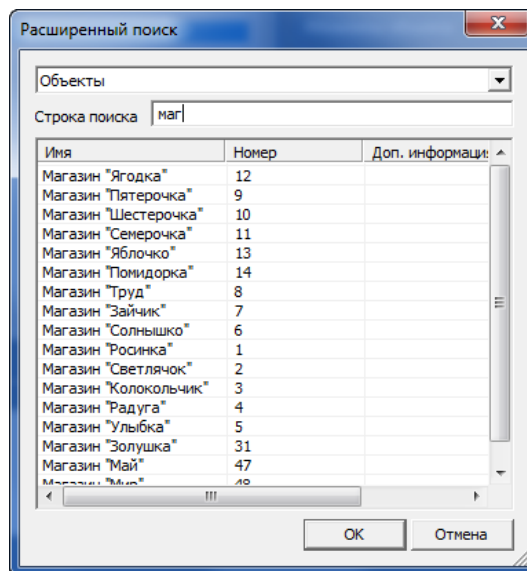 Расширенный поиск
Объекты
Строка поиска маг
Имя Номер Доп. информаци
Магазин "Ягодка" 12
Магазин "Пятерочка" 9
Магазин "Шестерочка" 10
Магазин "Семерочка" 11
Магазин "Яблочко" 13
Магазин "Помидорка" 14
Магазин "Труд" 8
Магазин "Зайчик" 7
Магазин "Солнышко" 6
Магазин "Росинка" 1
Магазин "Светлячок" 2
Магазин "Колокольчик" 3
Магазин "Радуга" 4
Магазин "Улыбка" 5
Магазин "Золушка" 31
Магазин "Май" 47
Магазин "Мир" 48
OK Отмена